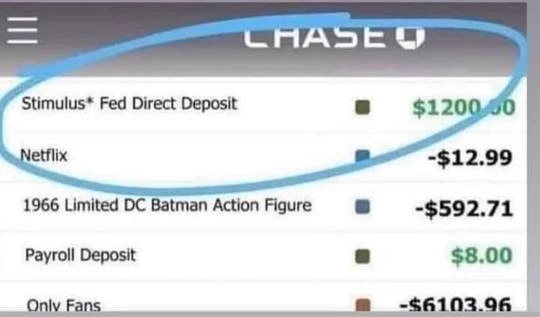 CHASE
Stimulus* Fed Direct Deposit $1200.00
Netflix -$12.99
1966 Limited DC Batman Action Figure -$592.71
Payroll Deposit $8.00
Only Fans -$6103.96